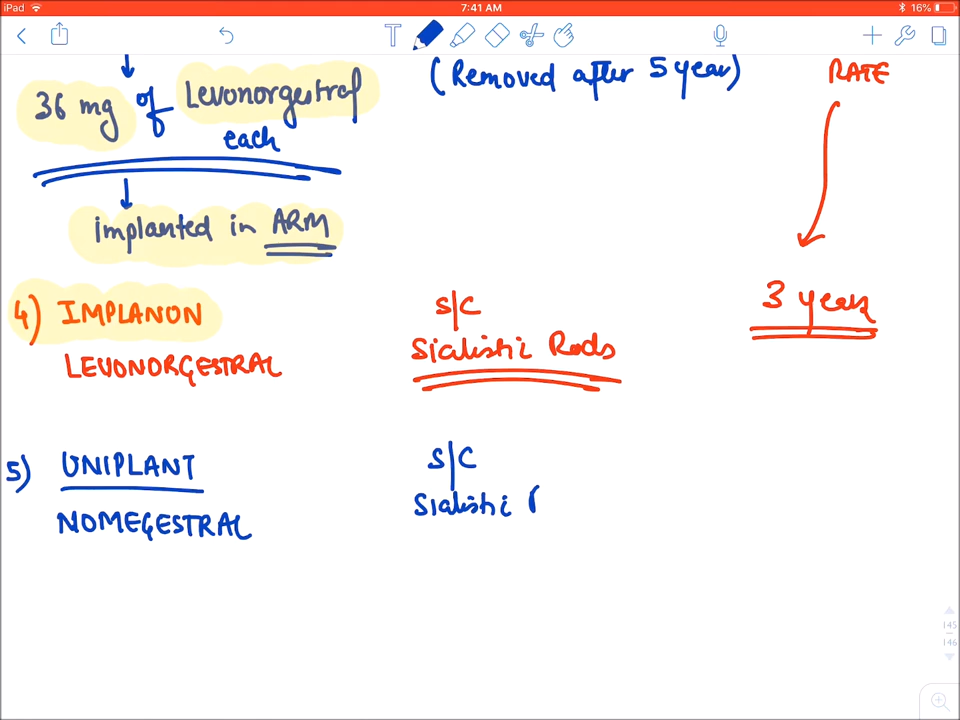 iPad 7:41 AM 16%
T
(Removed after 5 year) RATE
36 mg of Levonorgestral
each
implanted in ARM
4) IMPLANON S/C 3 year
LEVONORGESTRAL Sialistic Rods
5) UNIPLANT S/C
NOMEGESTRAL Sialistic
145
146